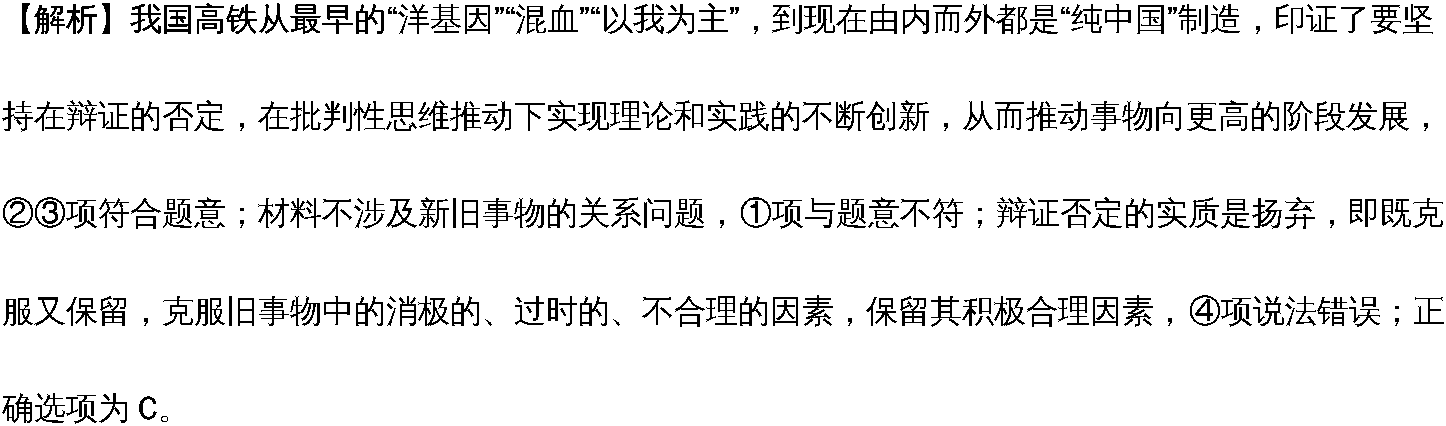 【解析】我国高铁从最早的“洋基因”“混血”“以我为主”，到现在由内而外都是“纯中国”制造，印证了要坚
持在辩证的否定，在批判性思维推动下实现理论和实践的不断创新，从而推动事物向更高的阶段发展，
②③项符合题意；材料不涉及新旧事物的关系问题，①项与题意不符；辩证否定的实质是扬弃，即既克
服又保留，克服旧事物中的消极的、过时的、不合理的因素，保留其积极合理因素，④项说法错误；正
确选项为 C。